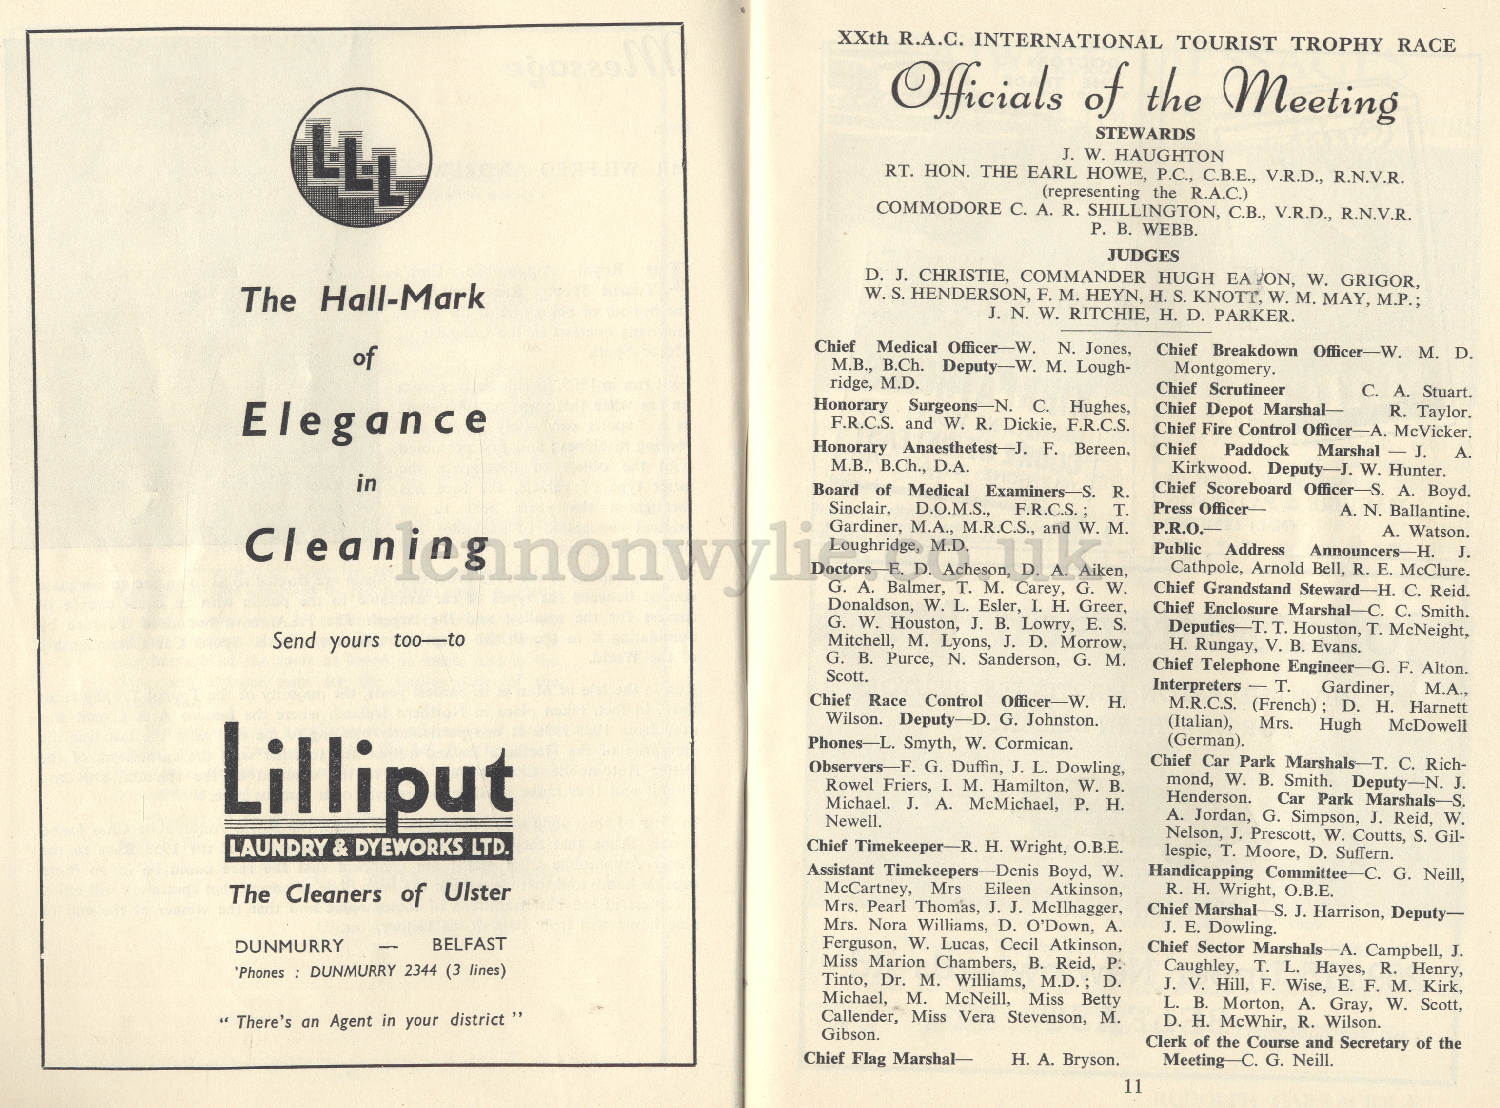 L·L·L
The Hall-Mark
of
Elegance
in
Cleaning
Send yours too—to
Lilliput
LAUNDRY & DYEWORKS LTD.
The Cleaners of Ulster
DUNMURRY — BELFAST
'Phones : DUNMURRY 2344 (3 lines)
" There's an Agent in your district "
lennonwylie.co.uk
XXth R.A.C. INTERNATIONAL TOURIST TROPHY RACE
Officials of the Meeting
STEWARDS
J. W. HAUGHTON
RT. HON. THE EARL HOWE, P.C., C.B.E., V.R.D., R.N.V.R.
(representing the R.A.C.)
COMMODORE C. A. R. SHILLINGTON, C.B., V.R.D., R.N.V.R.
P. B. WEBB.
JUDGES
D. J. CHRISTIE, COMMANDER HUGH EATON, W. GRIGOR,
W. S. HENDERSON, F. M. HEYN, H. S. KNOTT, W. M. MAY, M.P. ;
J. N. W. RITCHIE, H. D. PARKER.
Chief Medical Officer—W. N. Jones,
M.B., B.Ch. Deputy—W. M. Lough-
ridge, M.D.
Honorary Surgeons—N. C. Hughes,
F.R.C.S. and W. R. Dickie, F.R.C.S.
Honorary Anaesthetest—J. F. Bereen,
M.B., B.Ch., D.A.
Board of Medical Examiners—S. R.
Sinclair, D.O.M.S., F.R.C.S. ; T.
Gardiner, M.A., M.R.C.S., and W. M.
Loughridge, M.D.
Doctors—E. D. Acheson, D. A. Aiken,
G. A. Balmer, T. M. Carey, G. W.
Donaldson, W. L. Esler, I. H. Greer,
G. W. Houston, J. B. Lowry, E. S.
Mitchell, M. Lyons, J. D. Morrow,
G. B. Purce, N. Sanderson, G. M.
Scott.
Chief Race Control Officer—W. H.
Wilson. Deputy—D. G. Johnston.
Phones—L. Smyth, W. Cormican.
Observers—F. G. Duffin, J. L. Dowling,
Rowel Friers, I. M. Hamilton, W. B.
Michael. J. A. McMichael, P. H.
Newell.
Chief Timekeeper—R. H. Wright, O.B.E.
Assistant Timekeepers—Denis Boyd, W.
McCartney, Mrs Eileen Atkinson,
Mrs. Pearl Thomas, J. J. McIlhagger,
Mrs. Nora Williams, D. O'Down, A.
Ferguson, W. Lucas, Cecil Atkinson,
Miss Marion Chambers, B. Reid, P.
Tinto, Dr. M. Williams, M.D. ; D.
Michael, M. McNeill, Miss Betty
Callender, Miss Vera Stevenson, M.
Gibson.
Chief Flag Marshal— H. A. Bryson.
Chief Breakdown Officer—W. M. D.
Montgomery.
Chief Scrutineer C. A. Stuart.
Chief Depot Marshal— R. Taylor.
Chief Fire Control Officer—A. McVicker.
Chief Paddock Marshal — J. A.
Kirkwood. Deputy—J. W. Hunter.
Chief Scoreboard Officer—S. A. Boyd.
Press Officer— A. N. Ballantine.
P.R.O.— A. Watson.
Public Address Announcers—H. J.
Cathpole, Arnold Bell, R. E. McClure.
Chief Grandstand Steward—H. C. Reid.
Chief Enclosure Marshal—C. C. Smith.
Deputies—T. T. Houston, T. McNeight,
H. Rungay, V. B. Evans.
Chief Telephone Engineer—G. F. Alton.
Interpreters — T. Gardiner, M.A.,
M.R.C.S. (French) ; D. H. Harnett
(Italian), Mrs. Hugh McDowell
(German).
Chief Car Park Marshals—T. C. Rich-
mond, W. B. Smith. Deputy—N. J.
Henderson. Car Park Marshals—S.
A. Jordan, G. Simpson, J. Reid, W.
Nelson, J. Prescott, W. Coutts, S. Gil-
lespie, T. Moore, D. Suffern.
Handicapping Committee—C. G. Neill,
R. H. Wright, O.B.E.
Chief Marshal—S. J. Harrison, Deputy—
J. E. Dowling.
Chief Sector Marshals—A. Campbell, J.
Caughley, T. L. Hayes, R. Henry,
J. V. Hill, F. Wise, E. F. M. Kirk,
L. B. Morton, A. Gray, W. Scott,
D. H. McWhir, R. Wilson.
Clerk of the Course and Secretary of the
Meeting—C. G. Neill.
11